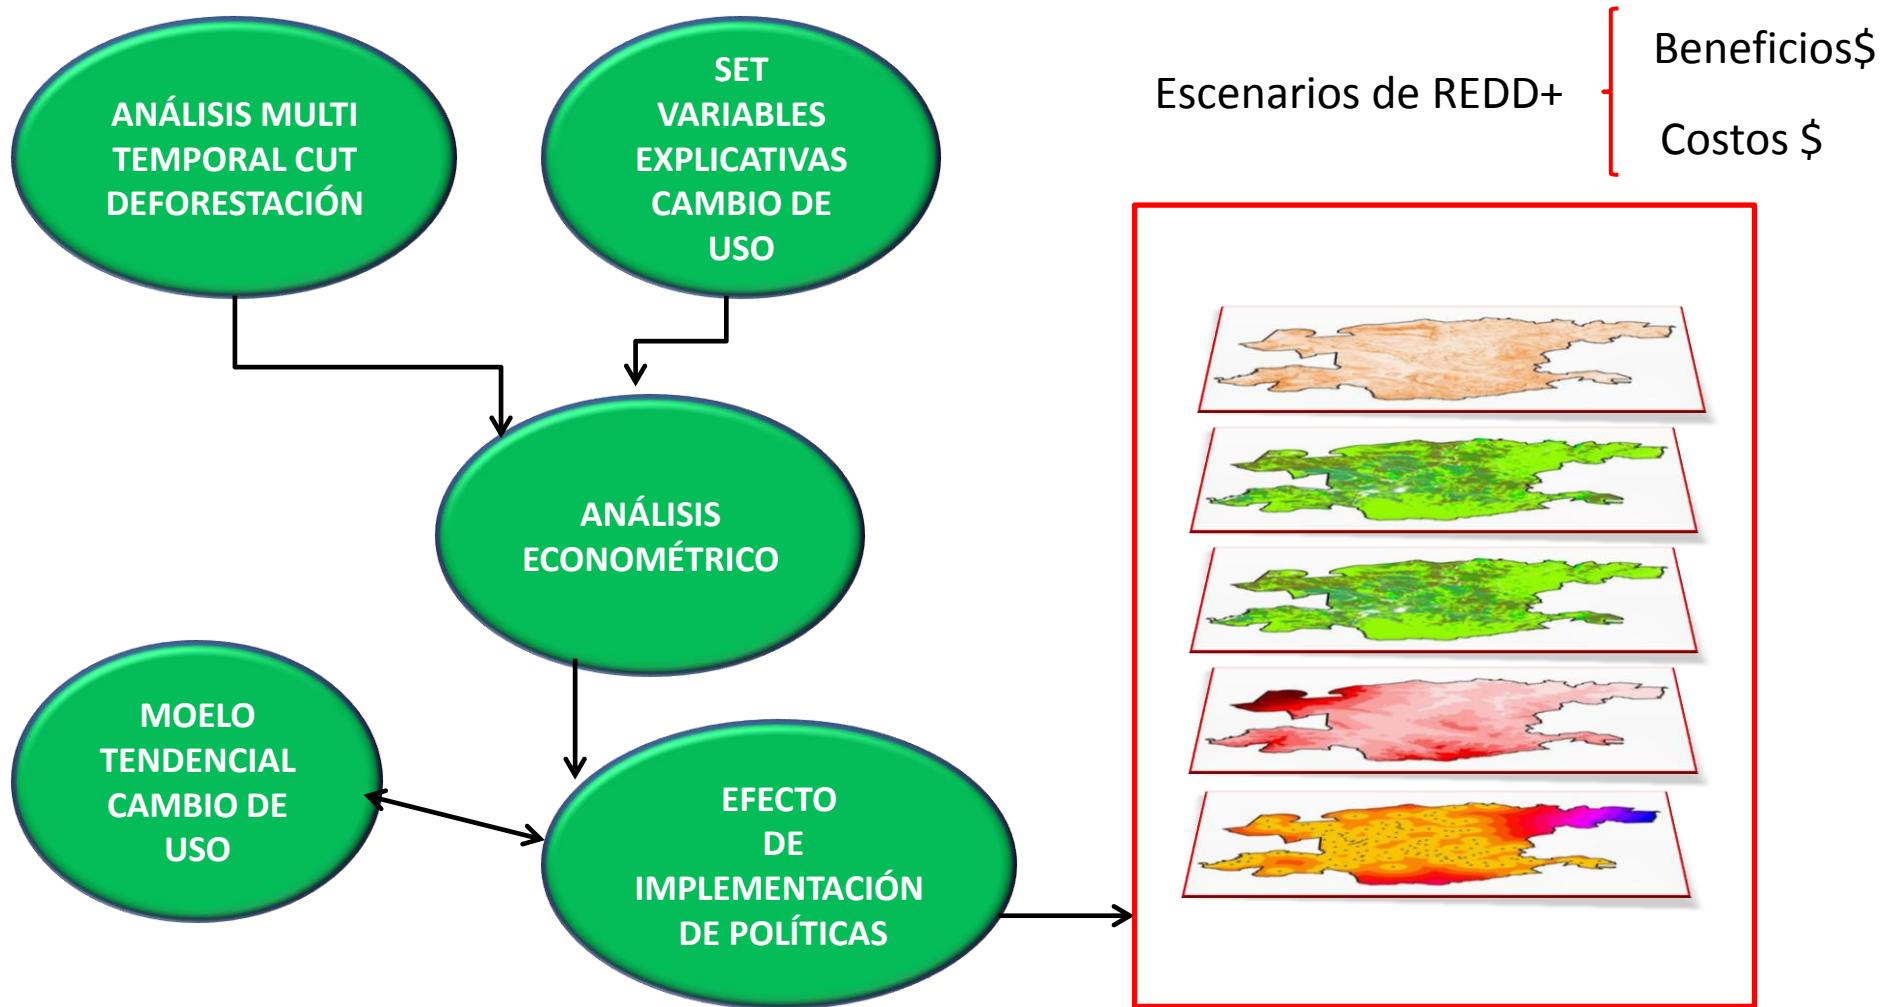 ANÁLISIS MULTI
TEMPORAL CUT
DEFORESTACIÓN
SET
VARIABLES
EXPLICATIVAS
CAMBIO DE
USO
Escenarios de REDD+
Beneficios$
Costos $
ANÁLISIS
ECONOMÉTRICO
MOELO
TENDENCIAL
CAMBIO DE
USO
EFECTO
DE
IMPLEMENTACIÓN
DE POLÍTICAS